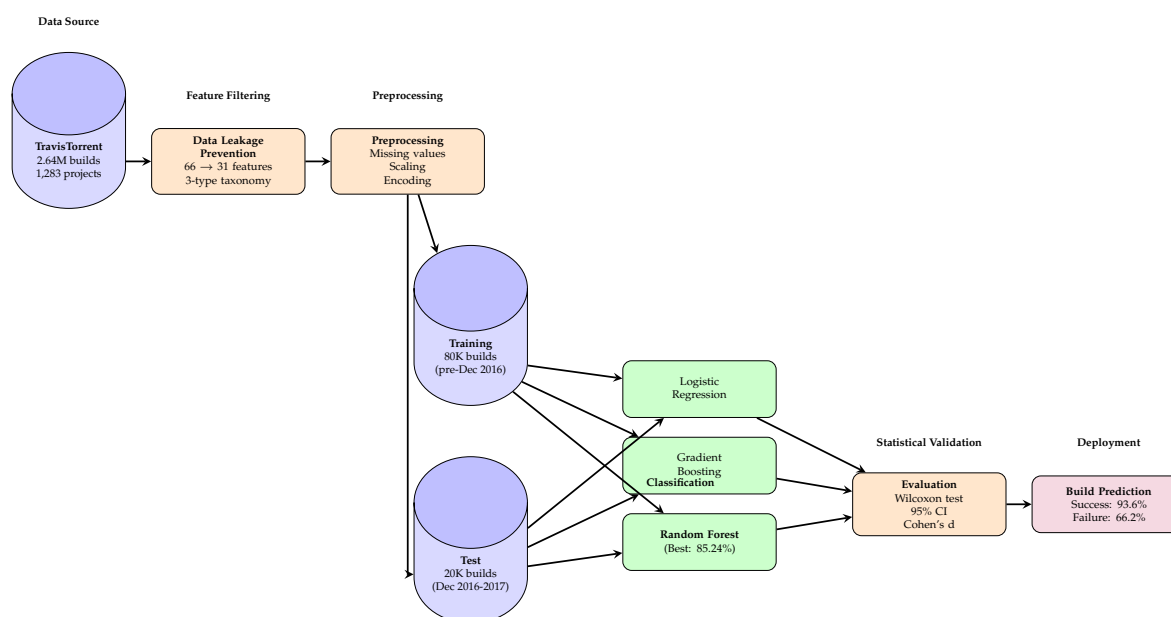 Data Source
TravisTorrent
2.64M builds
1,283 projects
Feature Filtering
Data Leakage
Prevention
66 → 31 features
3-type taxonomy
Preprocessing
Preprocessing
Missing values
Scaling
Encoding
Training
80K builds
(pre-Dec 2016)
Test
20K builds
(Dec 2016-2017)
Logistic
Regression
Gradient
Boosting
Classification
Random Forest
(Best: 85.24%)
Statistical Validation
Evaluation
Wilcoxon test
95% CI
Cohen's d
Deployment
Build Prediction
Success: 93.6%
Failure: 66.2%